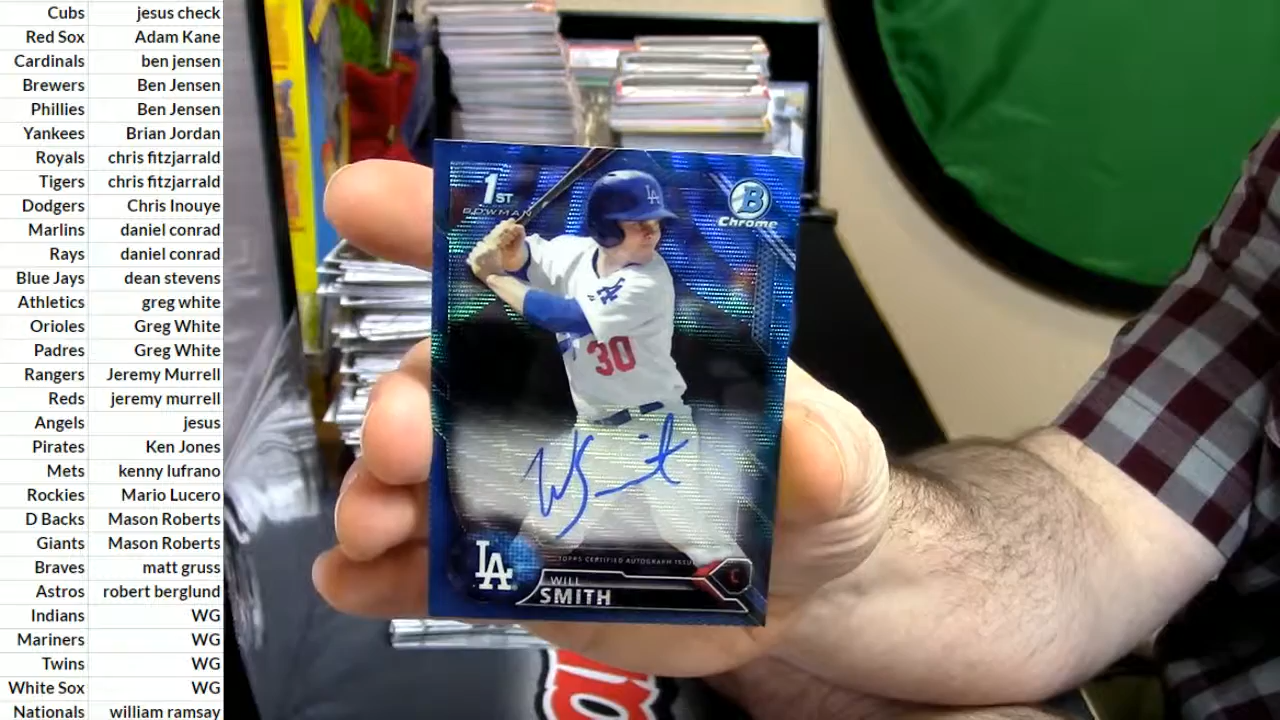 Cubs jesus check
Red Sox Adam Kane
Cardinals ben jensen
Brewers Ben Jensen
Phillies Ben Jensen
Yankees Brian Jordan
Royals chris fitzjarrald
Tigers chris fitzjarrald
Dodgers Chris Inouye
Marlins daniel conrad
Rays daniel conrad
Blue Jays dean stevens
Athletics greg white
Orioles Greg White
Padres Greg White
Rangers Jeremy Murrell
Reds jeremy murrell
Angels jesus
Pirates Ken Jones
Mets kenny lufrano
Rockies Mario Lucero
D Backs Mason Roberts
Giants Mason Roberts
Braves matt gruss
Astros robert berglund
Indians WG
Mariners WG
Twins WG
White Sox WG
Nationals william ramsay
1ST
BOWMAN
B
Chrome
LA
30
W Smith
TOPPS CERTIFIED AUTOGRAPH ISSUE
LA
WILL
SMITH
C